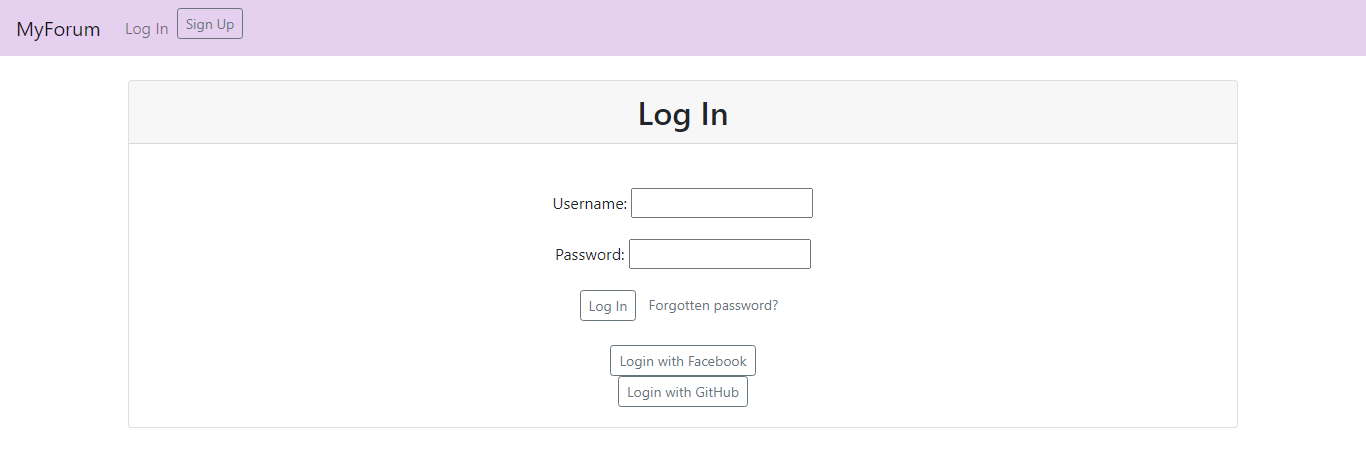 MyForum Log In Sign Up
Log In
Username:
Password:
Log In Forgotten password?
Login with Facebook
Login with GitHub